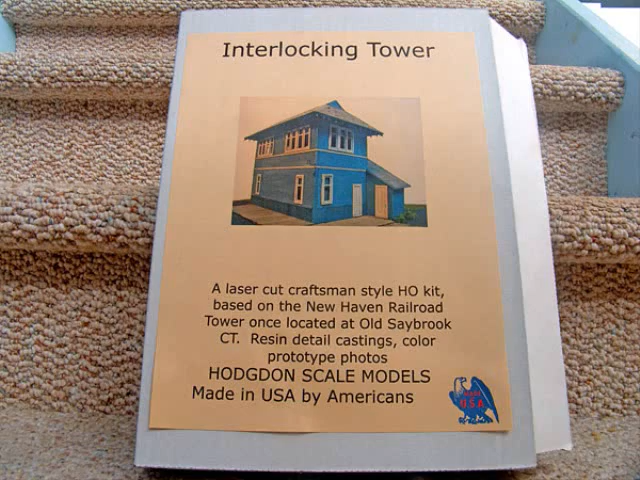 Interlocking Tower
A laser cut craftsman style HO kit,
based on the New Haven Railroad
Tower once located at Old Saybrook
CT.  Resin detail castings, color
prototype photos
HODGDON SCALE MODELS
Made in USA by Americans
U.S.A